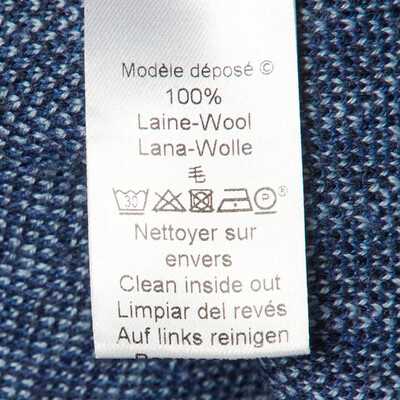 Modèle déposé ©
100%
Laine-Wool
Lana-Wolle
毛
30 P ®
Nettoyer sur
envers
Clean inside out
Limpiar del revés
Auf links reinigen